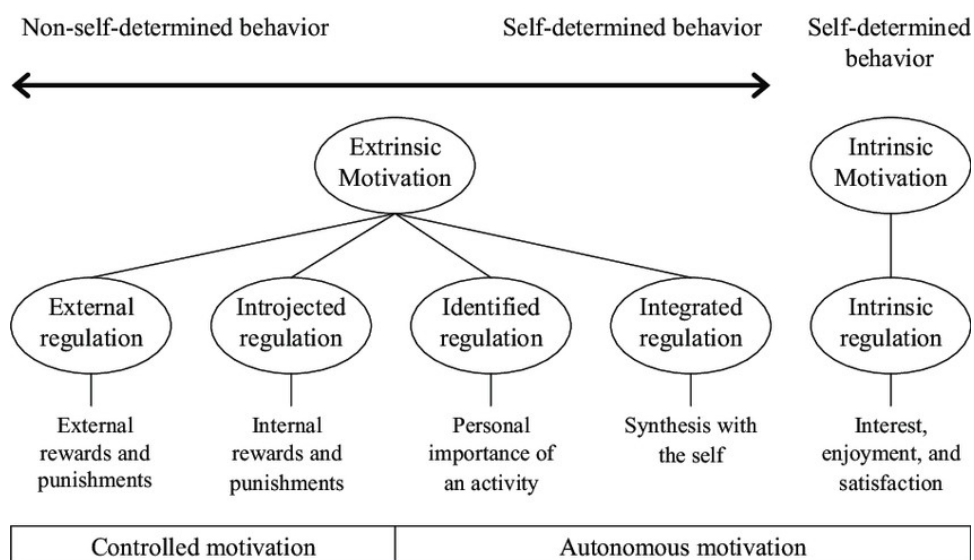 Non-self-determined behavior
Self-determined behavior
Self-determined
behavior
Extrinsic
Motivation
Intrinsic
Motivation
External
regulation
Introjected
regulation
Identified
regulation
Integrated
regulation
Intrinsic
regulation
External
rewards and
punishments
Internal
rewards and
punishments
Personal
importance of
an activity
Synthesis with
the self
Interest,
enjoyment, and
satisfaction
Controlled motivation
Autonomous motivation